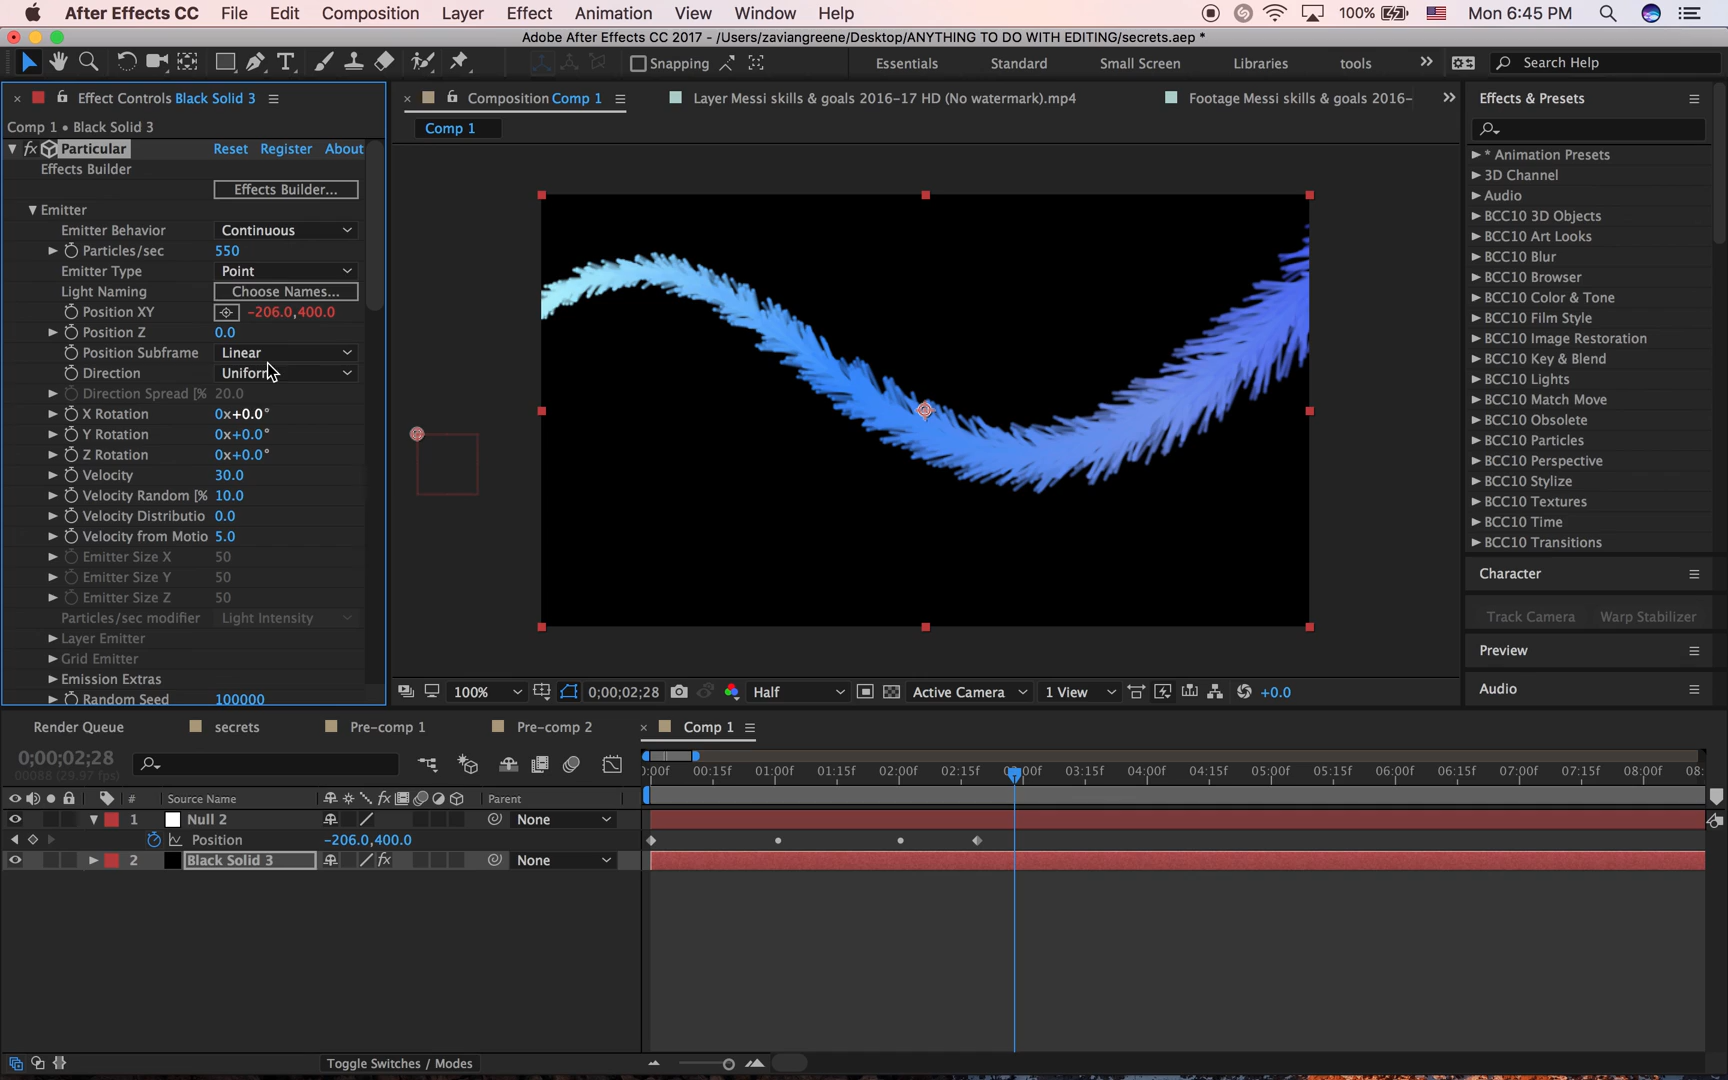 After Effects CC File Edit Composition Layer Effect Animation View Window Help 100% Mon 6:45 PM
Adobe After Effects CC 2017 - /Users/zaviangreene/Desktop/ANYTHING TO DO WITH EDITING/secrets.aep *
Snapping Essentials Standard Small Screen Libraries tools >> Search Help
× Effect Controls Black Solid 3
× Composition Comp 1 Layer Messi skills & goals 2016-17 HD (No watermark).mp4 Footage Messi skills & goals 2016- >>
Effects & Presets
Comp 1 • Black Solid 3
Comp 1
fx Particular Reset Register About
Effects Builder
Effects Builder...
Emitter
Emitter Behavior Continuous
Particles/sec 550
Emitter Type Point
Light Naming Choose Names...
Position XY -206.0,400.0
Position Z 0.0
Position Subframe Linear
Direction Uniform
Direction Spread [% 20.0
X Rotation 0x+0.0°
Y Rotation 0x+0.0°
Z Rotation 0x+0.0°
Velocity 30.0
Velocity Random [% 10.0
Velocity Distributio 0.0
Velocity from Motio 5.0
Emitter Size X 50
Emitter Size Y 50
Emitter Size Z 50
Particles/sec modifier Light Intensity
Layer Emitter
Grid Emitter
Emission Extras
Random Seed 100000
* Animation Presets
3D Channel
Audio
BCC10 3D Objects
BCC10 Art Looks
BCC10 Blur
BCC10 Browser
BCC10 Color & Tone
BCC10 Film Style
BCC10 Image Restoration
BCC10 Key & Blend
BCC10 Lights
BCC10 Match Move
BCC10 Obsolete
BCC10 Particles
BCC10 Perspective
BCC10 Stylize
BCC10 Textures
BCC10 Time
BCC10 Transitions
Character
Track Camera Warp Stabilizer
Preview
Audio
100% 0;00;02;28 Half Active Camera 1 View +0.0
Render Queue secrets Pre-comp 1 Pre-comp 2 × Comp 1
0;00;02;28
00088 (29.97 fps)
:00f 00:15f 01:00f 01:15f 02:00f 02:15f 03:00f 03:15f 04:00f 04:15f 05:00f 05:15f 06:00f 06:15f 07:00f 07:15f 08:00f 08:
# Source Name fx Parent
1 Null 2 None
Position -206.0,400.0
2 Black Solid 3 fx None
Toggle Switches / Modes